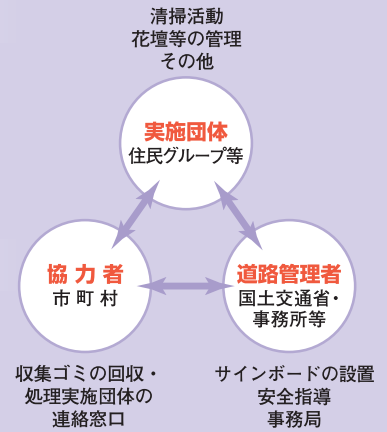 清掃活動
花壇等の管理
その他
実施団体
住民グループ等
協力者
市町村
道路管理者
国土交通省・
事務所等
収集ゴミの回収・
処理実施団体の
連絡窓口
サインボードの設置
安全指導
事務局